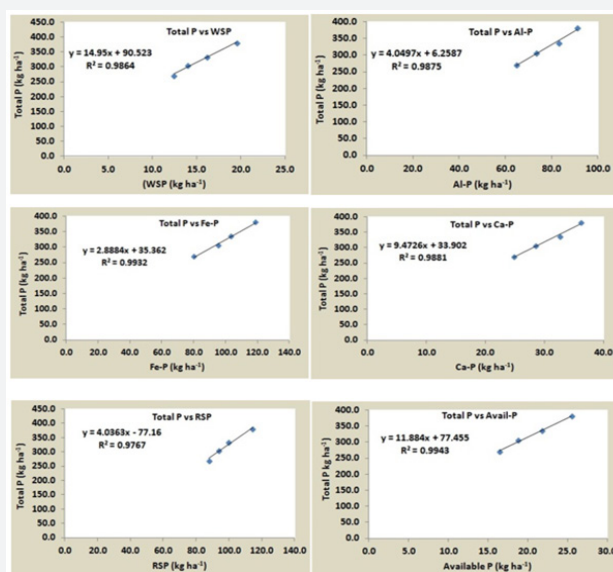 Total P vs WSP
y = 14.95x + 90.523
R² = 0.9864
Total P (kg ha⁻¹)
450.0
400.0
350.0
300.0
250.0
200.0
150.0
100.0
50.0
0.0
0.0 5.0 10.0 15.0 20.0 25.0
(WSP (kg ha⁻¹)
Total P vs Al-P
y = 4.0497x + 6.2587
R² = 0.9875
Total P (kg ha⁻¹)
400.0
350.0
300.0
250.0
200.0
150.0
100.0
50.0
0.0
0.0 20.0 40.0 60.0 80.0 100.0
Al-P (kg ha⁻¹)
Total P vs Fe-P
y = 2.8884x + 35.362
R² = 0.9932
Total P (kg ha⁻¹)
400.0
350.0
300.0
250.0
200.0
150.0
100.0
50.0
0.0
0.0 20.0 40.0 60.0 80.0 100.0 120.0 140.0
Fe-P (kg ha⁻¹)
Total P vs Ca-P
y = 9.4726x + 33.902
R² = 0.9881
Total P (kg ha⁻¹)
400.0
350.0
300.0
250.0
200.0
150.0
100.0
50.0
0.0
0.0 10.0 20.0 30.0 40.0
Ca-P (kg ha⁻¹)
Total P vs RSP
y = 4.0363x - 77.16
R² = 0.9767
Total P (kg ha⁻¹)
450.0
400.0
350.0
300.0
250.0
200.0
150.0
100.0
50.0
0.0
0.0 20.0 40.0 60.0 80.0 100.0 120.0 140.0
RSP (kg ha⁻¹)
Total P vs Avail-P
y = 11.884x + 77.455
R² = 0.9943
Total P kg ha⁻¹)
400.0
350.0
300.0
250.0
200.0
150.0
100.0
50.0
0.0
0.0 5.0 10.0 15.0 20.0 25.0 30.0
Available P (kg ha⁻¹)